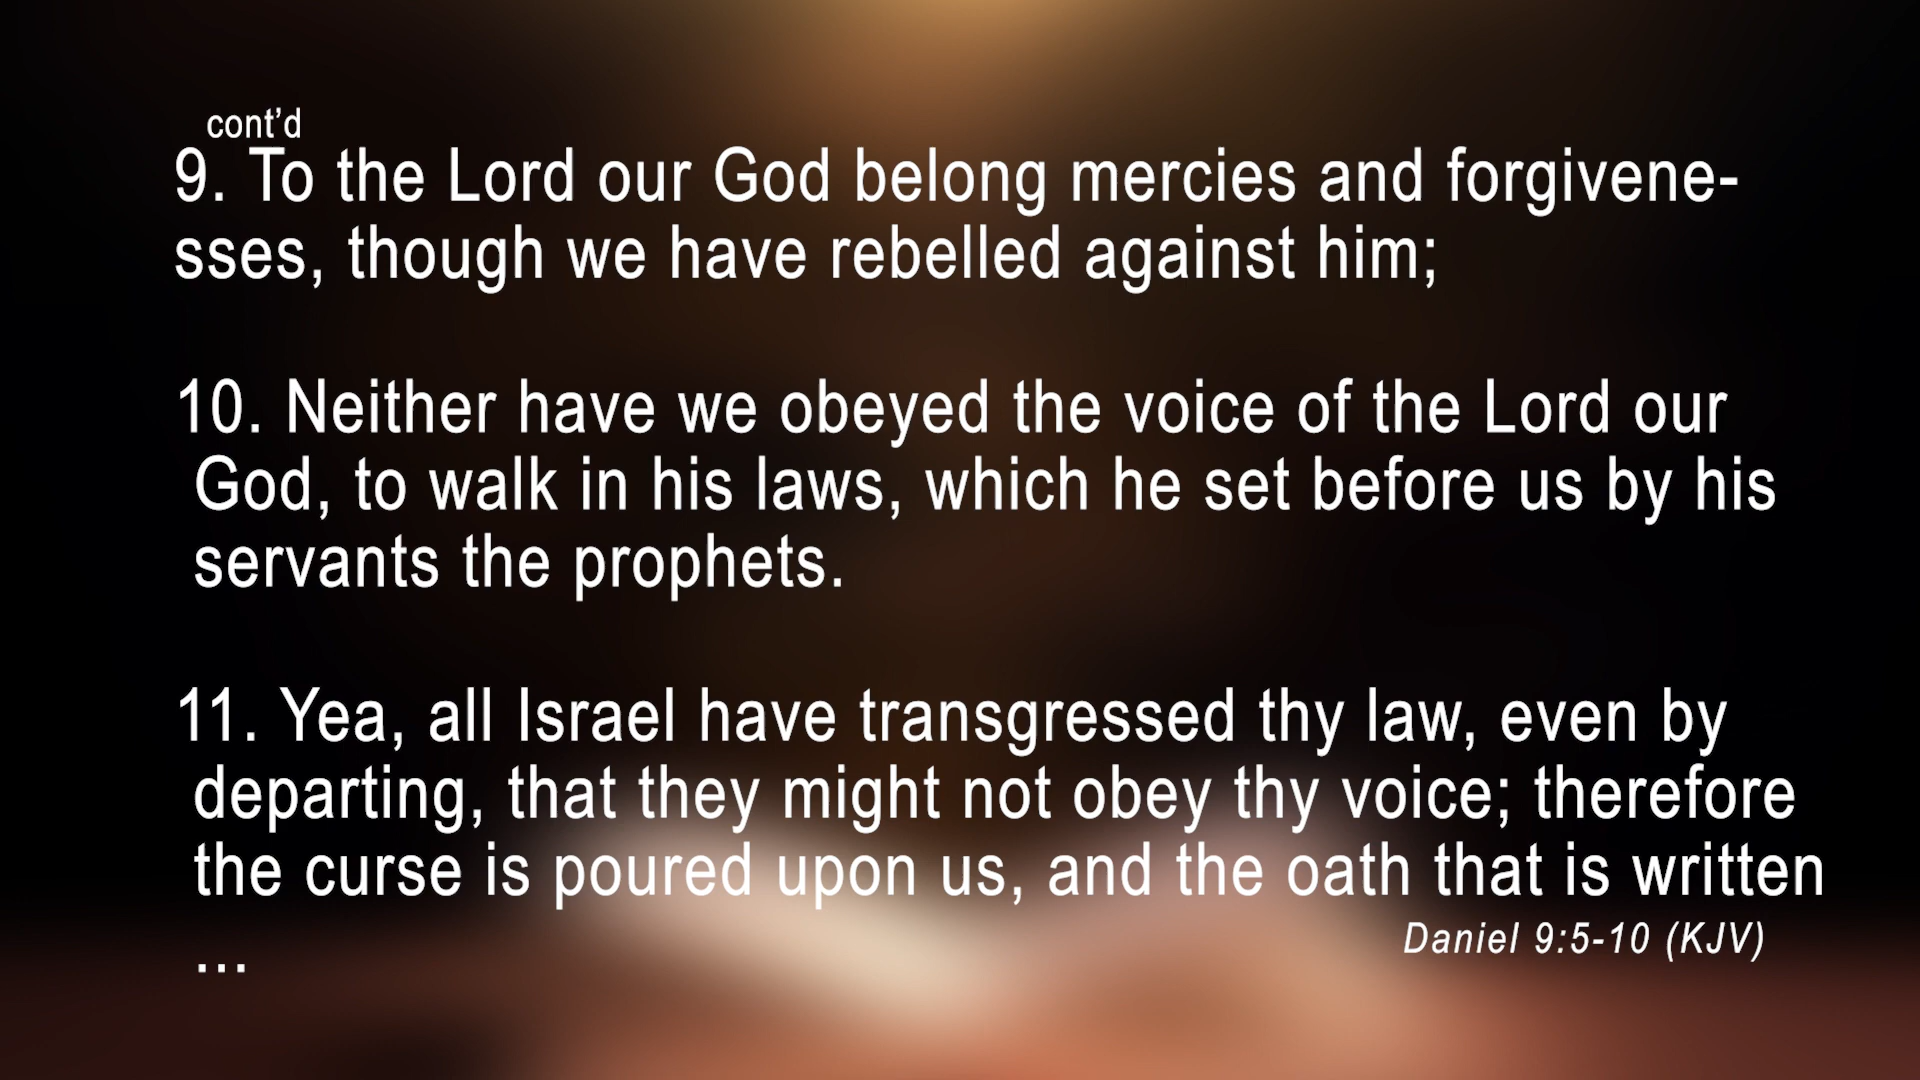 cont’d
9. To the Lord our God belong mercies and forgivene-
sses, though we have rebelled against him;
10. Neither have we obeyed the voice of the Lord our
God, to walk in his laws, which he set before us by his
servants the prophets.
11. Yea, all Israel have transgressed thy law, even by
departing, that they might not obey thy voice; therefore
the curse is poured upon us, and the oath that is written
...
Daniel 9:5-10 (KJV)